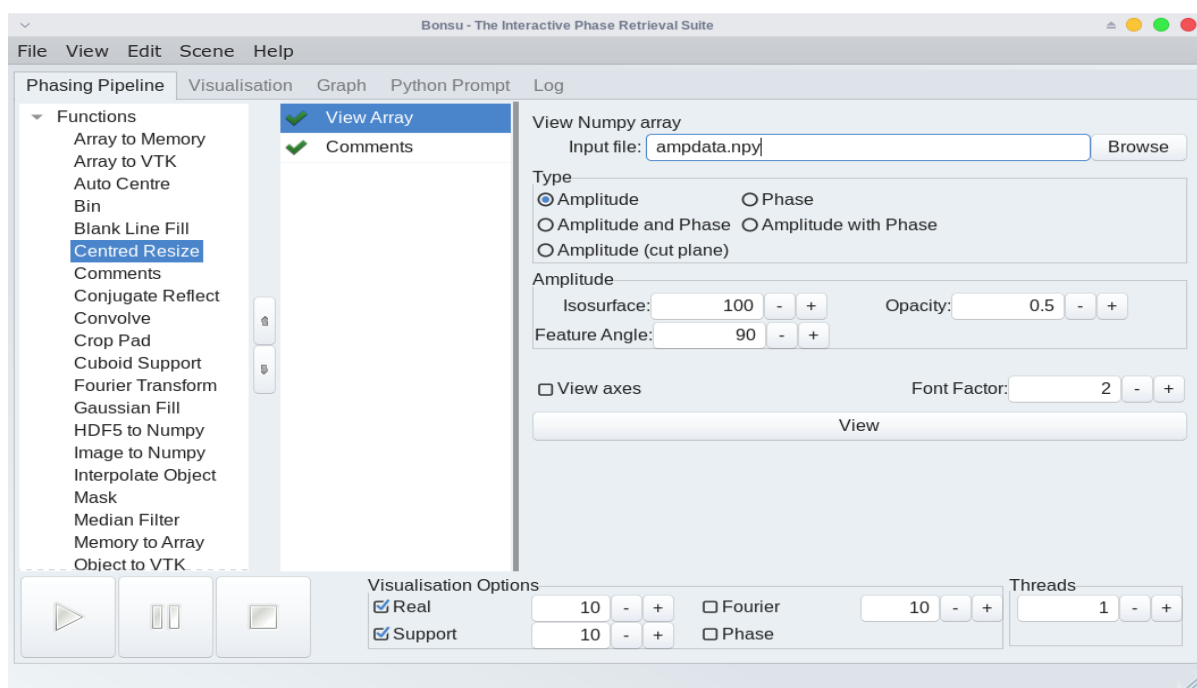 Bonsu - The Interactive Phase Retrieval Suite
File View Edit Scene Help
Phasing Pipeline Visualisation Graph Python Prompt Log
Functions
Array to Memory
Array to VTK
Auto Centre
Bin
Blank Line Fill
Centred Resize
Comments
Conjugate Reflect
Convolve
Crop Pad
Cuboid Support
Fourier Transform
Gaussian Fill
HDF5 to Numpy
Image to Numpy
Interpolate Object
Mask
Median Filter
Memory to Array
Object to VTK
View Array
Comments
View Numpy array
Input file: ampdata.npy Browse
Type
Amplitude Phase
Amplitude and Phase Amplitude with Phase
Amplitude (cut plane)
Amplitude
Isosurface: 100 - + Opacity: 0.5 - +
Feature Angle: 90 - +
View axes Font Factor: 2 - +
View
Visualisation Options
Real 10 - + Fourier 10 - +
Support 10 - + Phase
Threads
1 - +